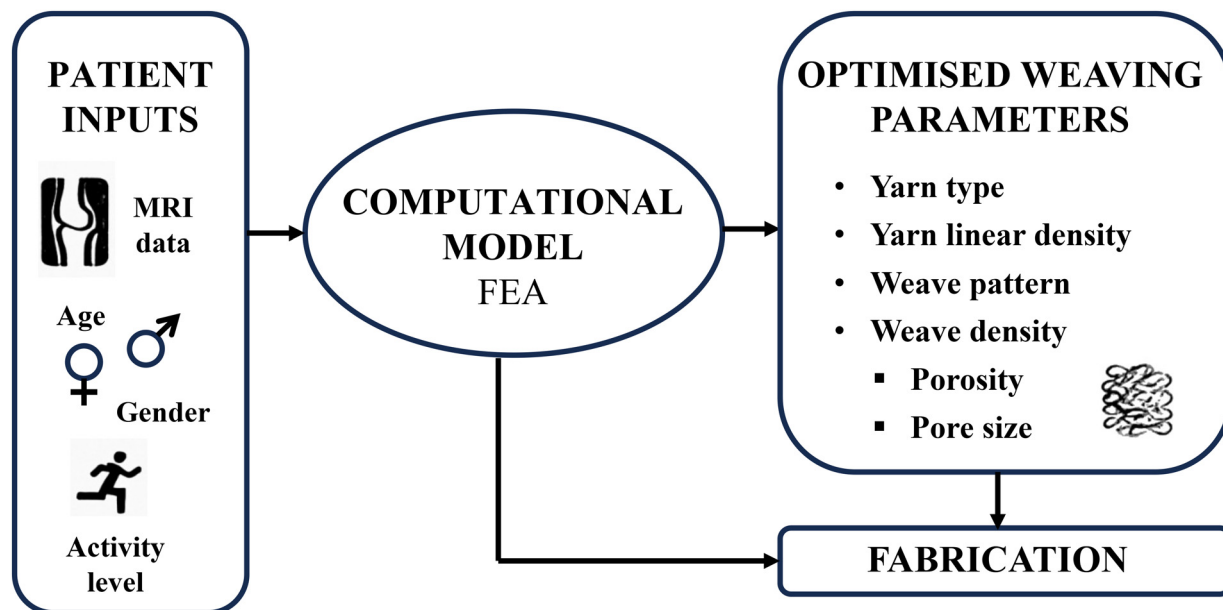 PATIENT
INPUTS
MRI
data
Age
Gender
Activity
level
COMPUTATIONAL
MODEL
FEA
OPTIMISED WEAVING
PARAMETERS
• Yarn type
• Yarn linear density
• Weave pattern
• Weave density
▪ Porosity
▪ Pore size
FABRICATION